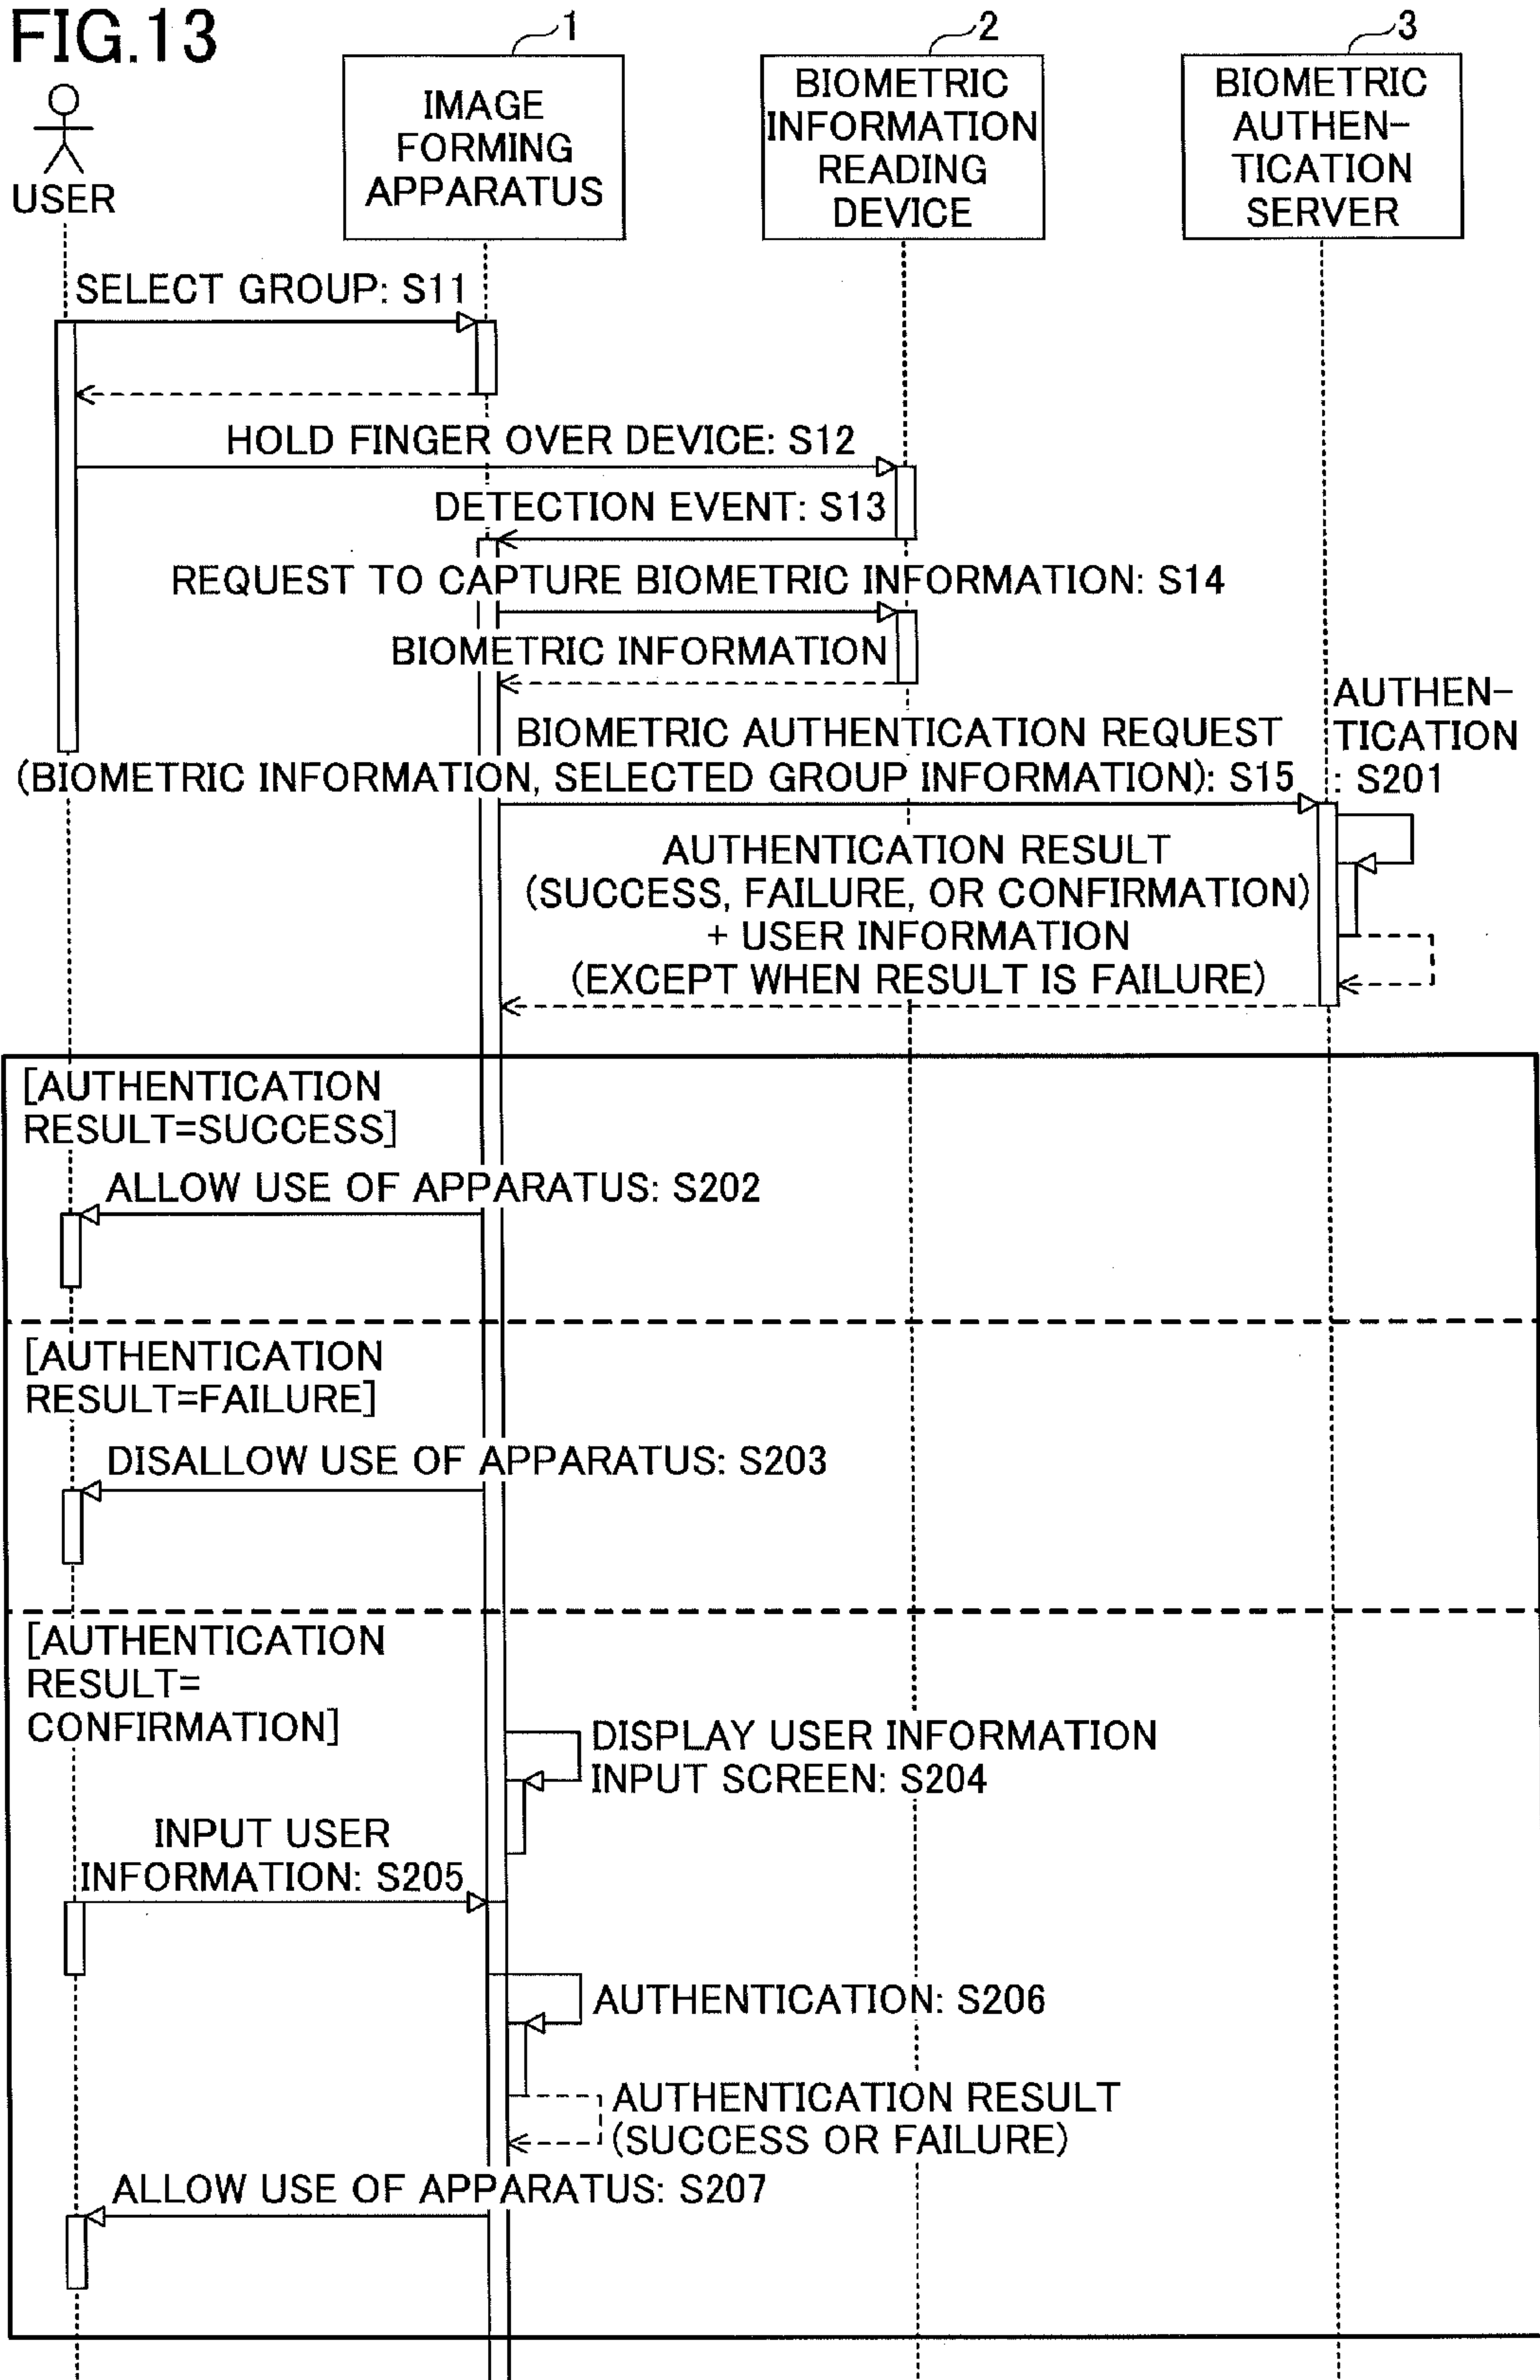 FIG.13
1
2
3
USER
IMAGE
FORMING
APPARATUS
BIOMETRIC
INFORMATION
READING
DEVICE
BIOMETRIC
AUTHEN-
TICATION
SERVER
SELECT GROUP: S11
HOLD FINGER OVER DEVICE: S12
DETECTION EVENT: S13
REQUEST TO CAPTURE BIOMETRIC INFORMATION: S14
BIOMETRIC INFORMATION
BIOMETRIC AUTHENTICATION REQUEST
(BIOMETRIC INFORMATION, SELECTED GROUP INFORMATION): S15
AUTHEN-
TICATION
: S201
AUTHENTICATION RESULT
(SUCCESS, FAILURE, OR CONFIRMATION)
+ USER INFORMATION
(EXCEPT WHEN RESULT IS FAILURE)
[AUTHENTICATION
RESULT=SUCCESS]
ALLOW USE OF APPARATUS: S202
[AUTHENTICATION
RESULT=FAILURE]
DISALLOW USE OF APPARATUS: S203
[AUTHENTICATION
RESULT=
CONFIRMATION]
DISPLAY USER INFORMATION
INPUT SCREEN: S204
INPUT USER
INFORMATION: S205
AUTHENTICATION: S206
AUTHENTICATION RESULT
(SUCCESS OR FAILURE)
ALLOW USE OF APPARATUS: S207